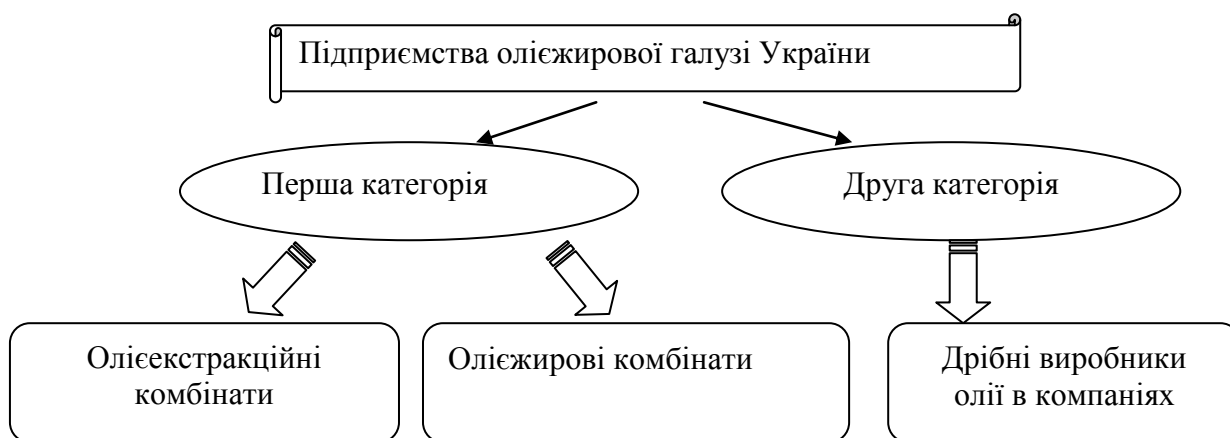 Підприємства олієжирової галузі України
Перша категорія
Друга категорія
Олієекстракційні
комбінати
Олієжирові комбінати
Дрібні виробники
олії в компаніях